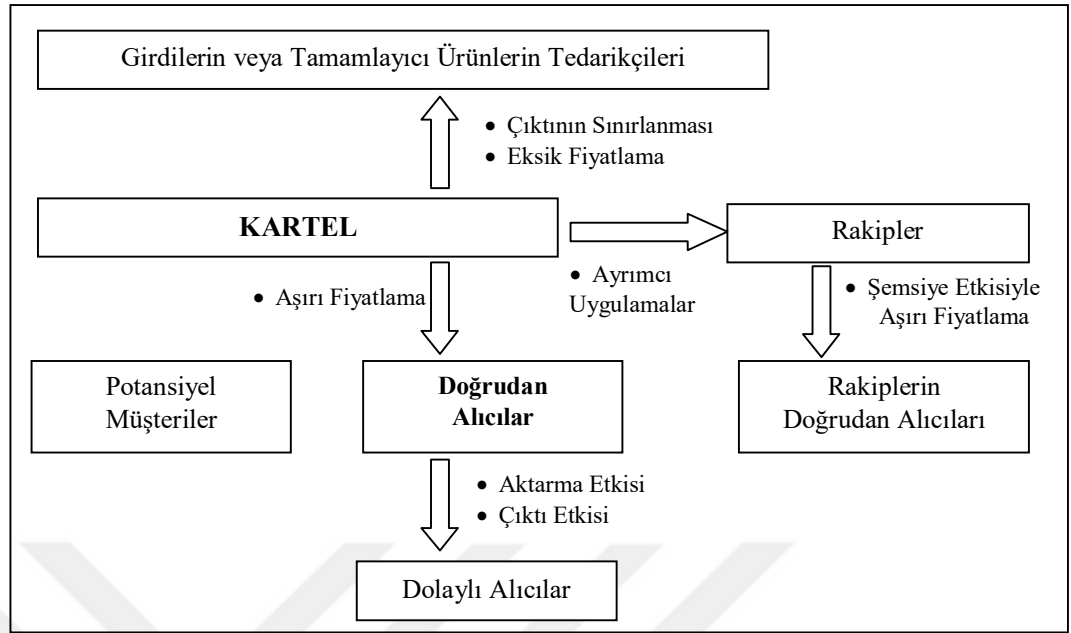 Girdilerin veya Tamamlayıcı Ürünlerin Tedarikçileri
• Çıktının Sınırlanması
• Eksik Fiyatlama
KARTEL
Rakipler
• Aşırı Fiyatlama
• Ayrımcı
Uygulamalar
• Şemsiye Etkisiyle
Aşırı Fiyatlama
Potansiyel
Müşteriler
Doğrudan
Alıcılar
Rakiplerin
Doğrudan Alıcıları
• Aktarma Etkisi
• Çıktı Etkisi
Dolaylı Alıcılar